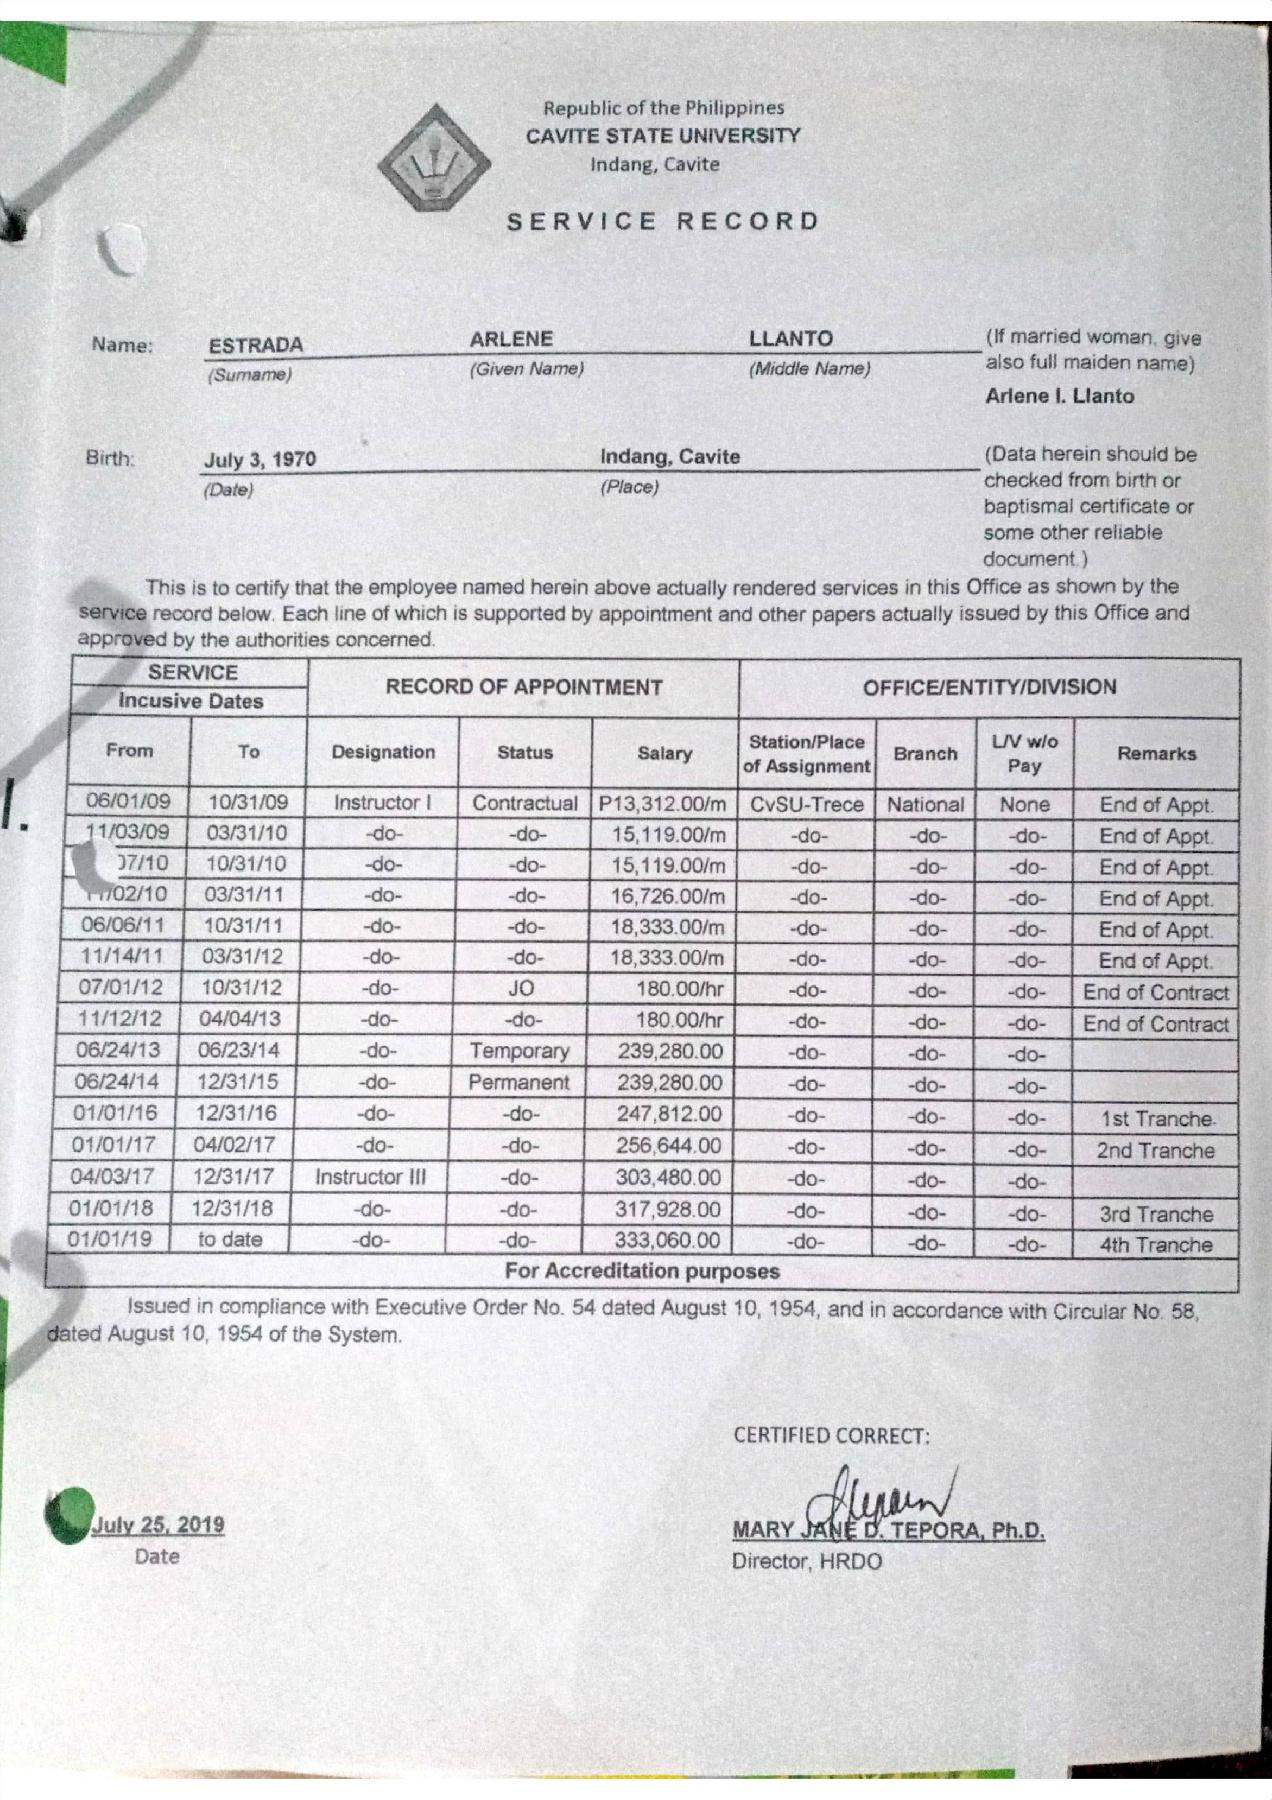 Republic of the Philippines
CAVITE STATE UNIVERSITY
Indang, Cavite
SERVICE RECORD
Name: ESTRADA ARLENE LLANTO (If married woman, give
(Surname) (Given Name) (Middle Name) also full maiden name)
Arlene I. Llanto
Birth: July 3, 1970 Indang, Cavite (Data herein should be
(Date) (Place) checked from birth or
baptismal certificate or
some other reliable
document.)
This is to certify that the employee named herein above actually rendered services in this Office as shown by the
service record below. Each line of which is supported by appointment and other papers actually issued by this Office and
approved by the authorities concerned.
SERVICE RECORD OF APPOINTMENT OFFICE/ENTITY/DIVISION
Incusive Dates
From To Designation Status Salary Station/Place of Assignment Branch L/V w/o Pay Remarks
06/01/09 10/31/09 Instructor I Contractual P13,312.00/m CvSU-Trece National None End of Appt.
11/03/09 03/31/10 -do- -do- 15,119.00/m -do- -do- -do- End of Appt.
07/10 10/31/10 -do- -do- 15,119.00/m -do- -do- -do- End of Appt.
/02/10 03/31/11 -do- -do- 16,726.00/m -do- -do- -do- End of Appt.
06/06/11 10/31/11 -do- -do- 18,333.00/m -do- -do- -do- End of Appt.
11/14/11 03/31/12 -do- -do- 18,333.00/m -do- -do- -do- End of Appt.
07/01/12 10/31/12 -do- JO 180.00/hr -do- -do- -do- End of Contract
11/12/12 04/04/13 -do- -do- 180.00/hr -do- -do- -do- End of Contract
06/24/13 06/23/14 -do- Temporary 239,280.00 -do- -do- -do-
06/24/14 12/31/15 -do- Permanent 239,280.00 -do- -do- -do-
01/01/16 12/31/16 -do- -do- 247,812.00 -do- -do- -do- 1st Tranche
01/01/17 04/02/17 -do- -do- 256,644.00 -do- -do- -do- 2nd Tranche
04/03/17 12/31/17 Instructor III -do- 303,480.00 -do- -do- -do-
01/01/18 12/31/18 -do- -do- 317,928.00 -do- -do- -do- 3rd Tranche
01/01/19 to date -do- -do- 333,060.00 -do- -do- -do- 4th Tranche
For Accreditation purposes
Issued in compliance with Executive Order No. 54 dated August 10, 1954, and in accordance with Circular No. 58,
dated August 10, 1954 of the System.
CERTIFIED CORRECT:
July 25, 2019 MARY JANE D. TEPORA, Ph.D.
Date Director, HRDO